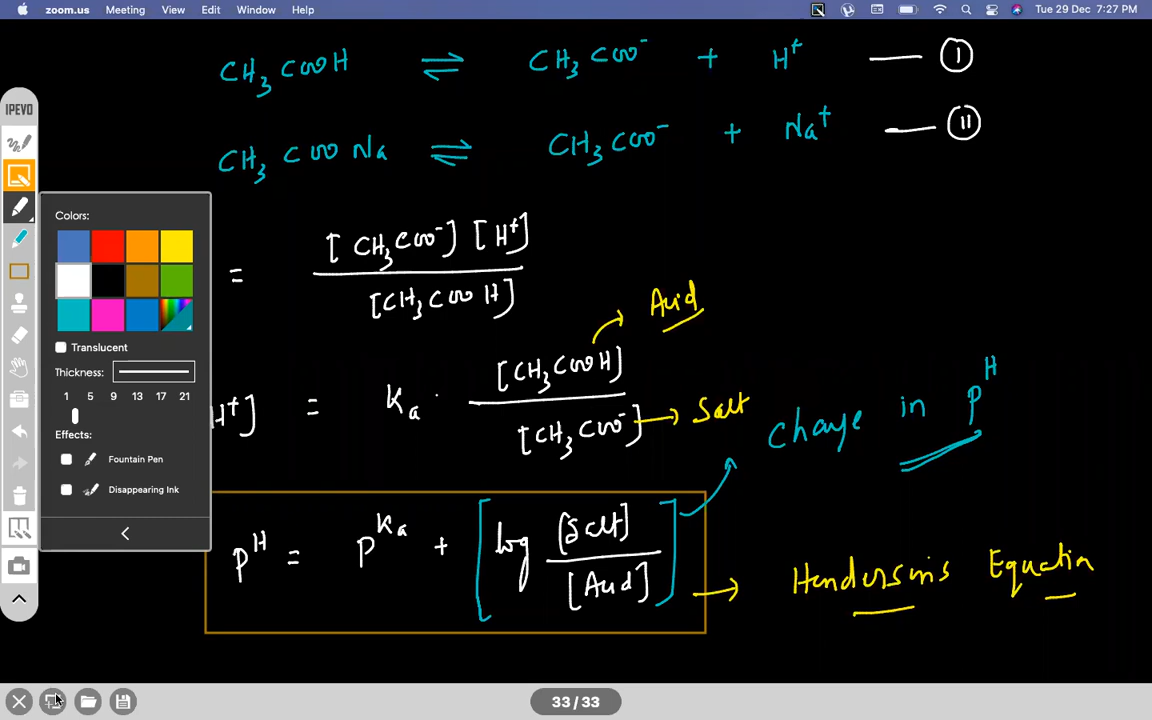 zoom.us Meeting View Edit Window Help Tue 29 Dec 7:27 PM
CH₃COOH ⇌ CH₃COO⁻ + H⁺ — I
IPEVO
CH₃COONa ⇌ CH₃COO⁻ + Na⁺ — II
Colors:
= [CH₃COO⁻] [H⁺] / [CH₃COOH]
Translucent
Thickness:
1 5 9 13 17 21
Effects:
Fountain Pen
Disappearing Ink
H⁺] = Ka · [CH₃COOH] / [CH₃COO⁻]
→ Acid
→ Salt
Change in pH
pH = pKa + [log [Salt] / [Acid]] → Henderson's Equation
33/33